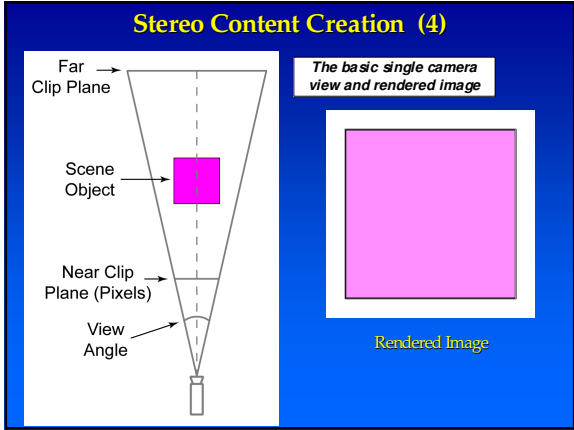 Stereo Content Creation (4)
Far
Clip Plane
Scene
Object
Near Clip
Plane (Pixels)
View
Angle
The basic single camera
view and rendered image
Rendered Image